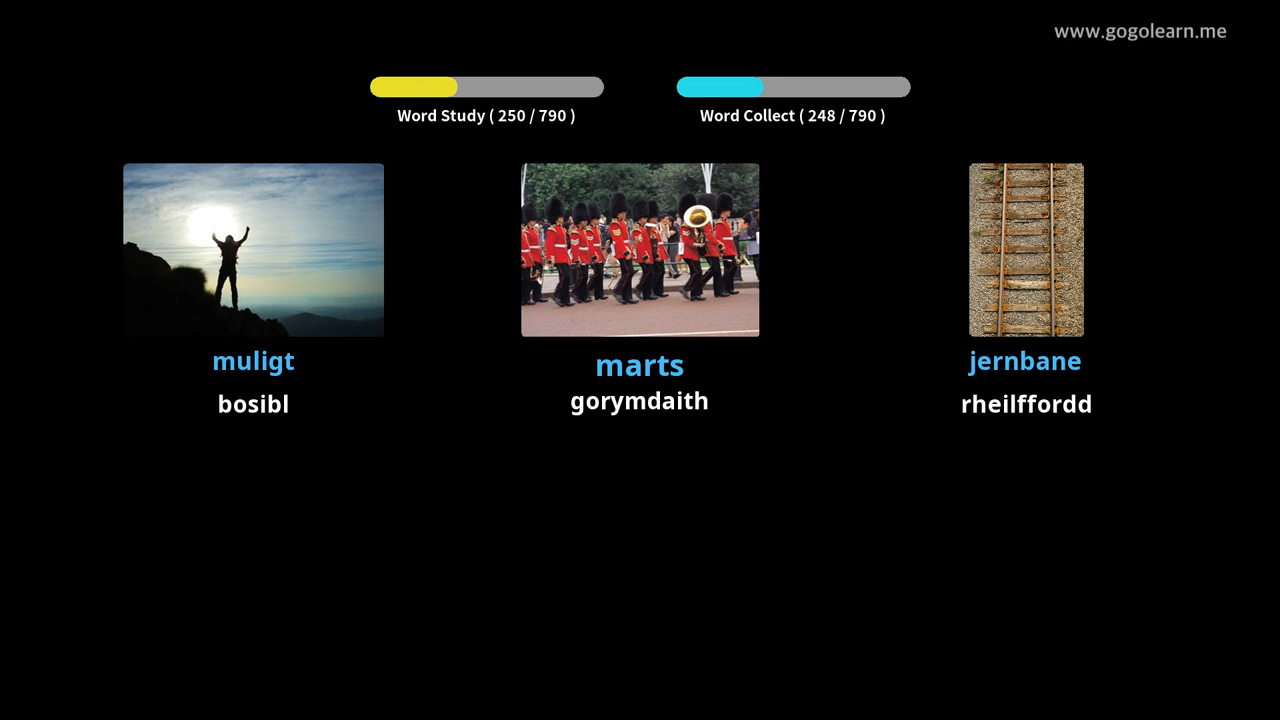 www.gogolearn.me
Word Study ( 250 / 790 )
Word Collect ( 248 / 790 )
muligt
bosibl
marts
gorymdaith
jernbane
rheilffordd